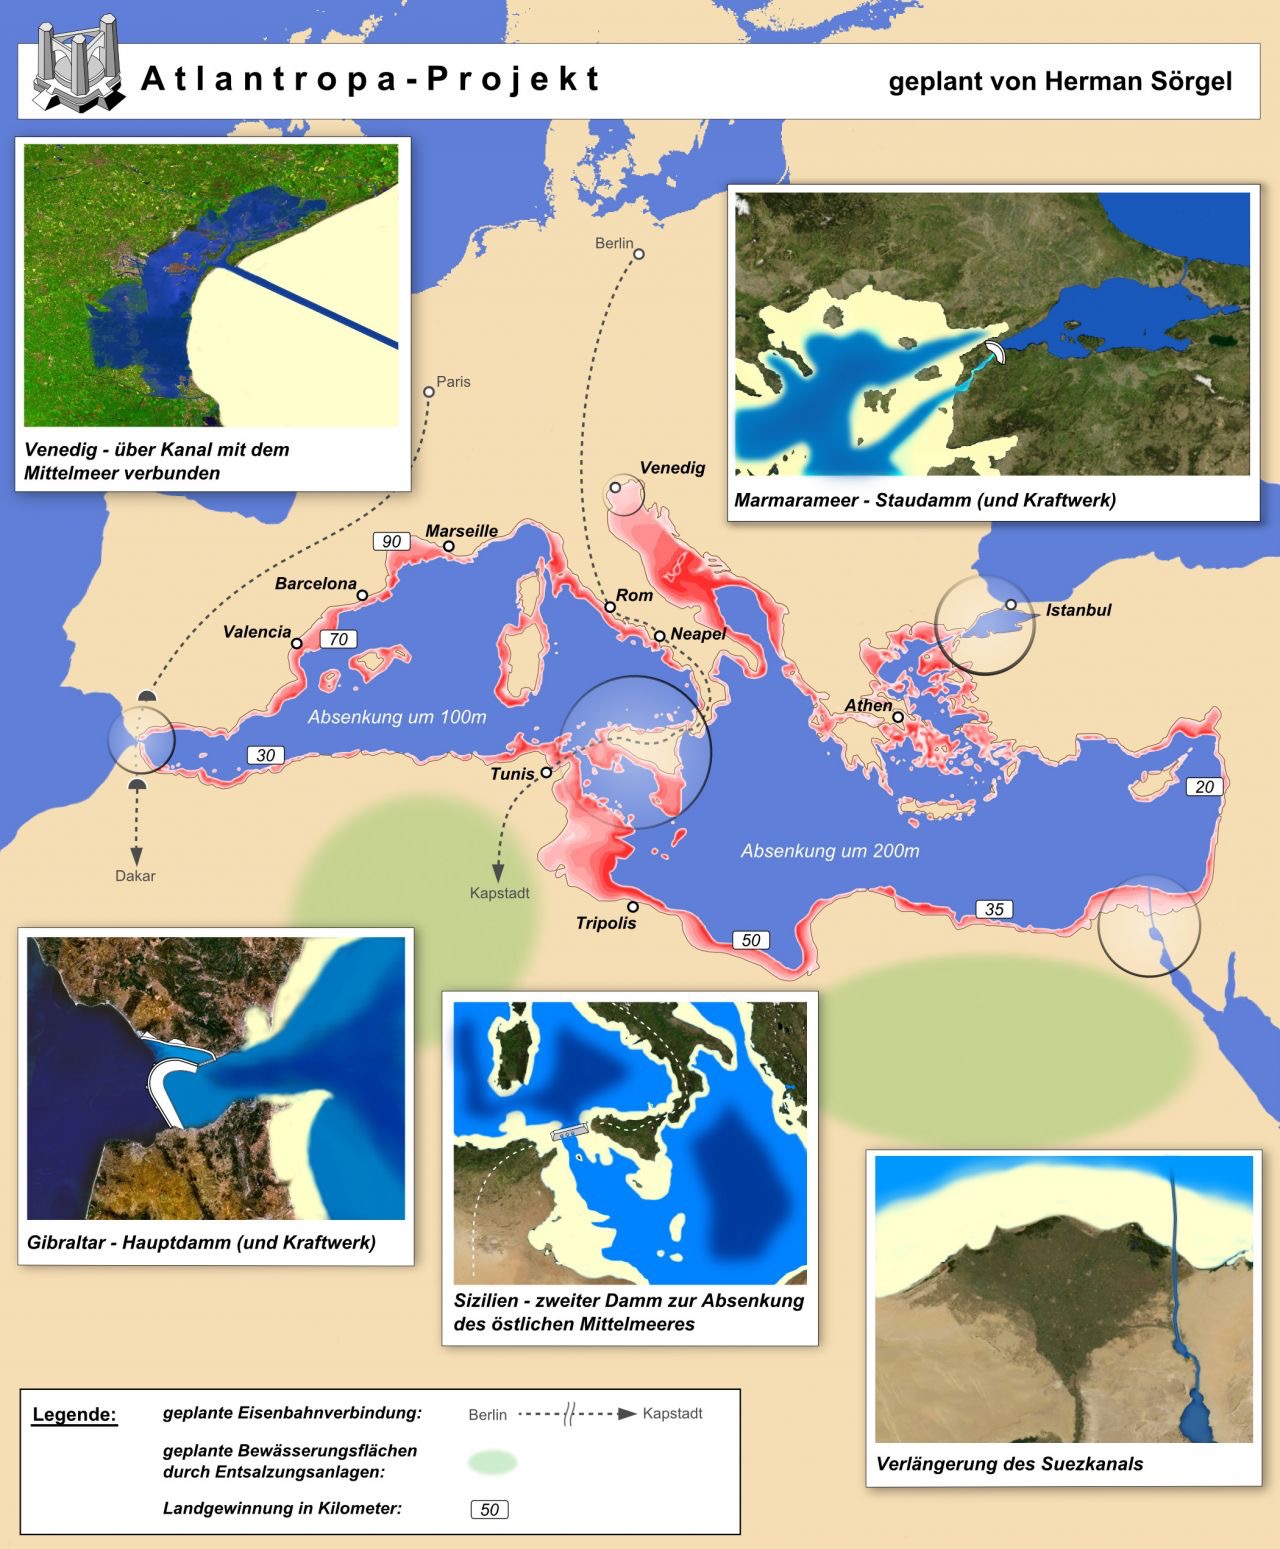 Atlantropa-Projekt
geplant von Herman Sörgel
Venedig - über Kanal mit dem
Mittelmeer verbunden
Marmarameer - Staudamm (und Kraftwerk)
Berlin
Paris
Venedig
90
Marseille
Barcelona
Rom
Istanbul
Valencia
70
Neapel
Athen
Absenkung um 100m
30
Tunis
20
Absenkung um 200m
Dakar
Kapstadt
Tripolis
35
50
Gibraltar - Hauptdamm (und Kraftwerk)
Sizilien - zweiter Damm zur Absenkung
des östlichen Mittelmeeres
Verlängerung des Suezkanals
Legende:
geplante Eisenbahnverbindung:
Berlin
Kapstadt
geplante Bewässerungsflächen
durch Entsalzungsanlagen:
Landgewinnung in Kilometer:
50